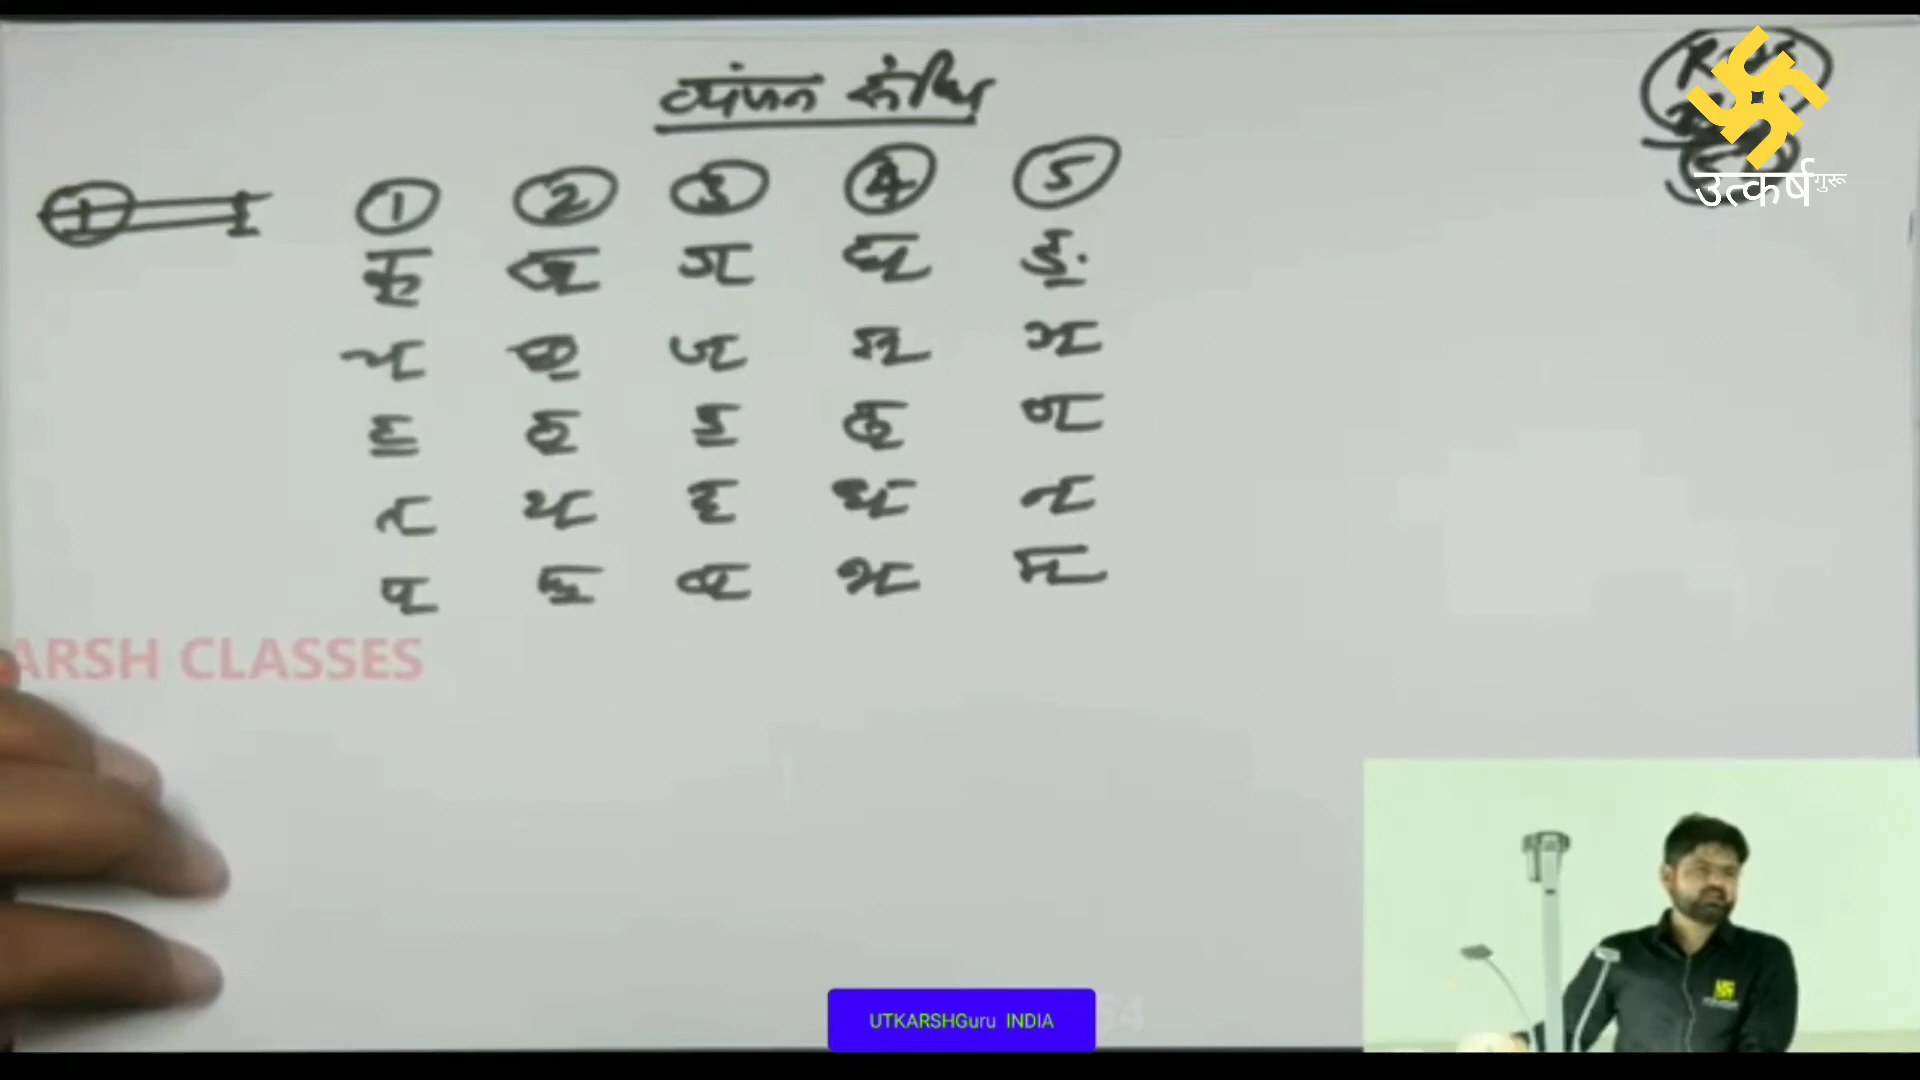 व्यंजन संधि
1 1 2 3 4 5
क ख ग घ ङ
च छ ज झ ञ
ट ठ ड ढ ण
त थ द ध न
प फ ब भ म
उत्कर्ष गुरू
ARSH CLASSES
UTKARSHGuru INDIA